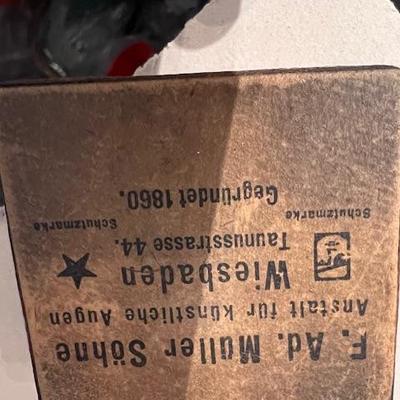 F. Ad. Müller Söhne
Anstalt für künstliche Augen
Wiesbaden
Taunusstrasse 44.
Schutzmarke
Schutzmarke
Gegründet 1860.